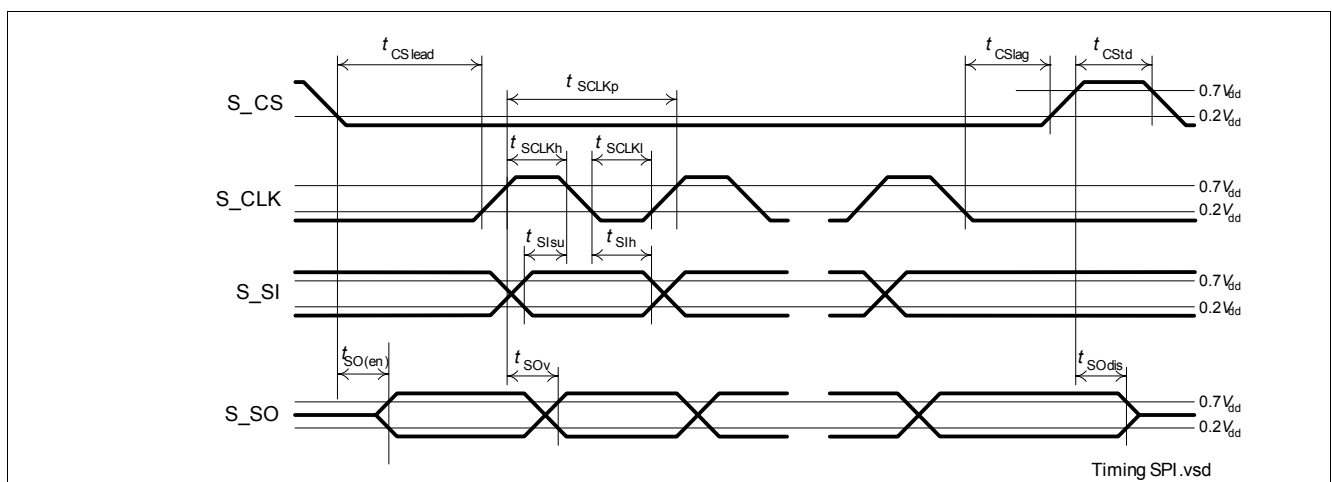 t CSlead
t CSlag
t CStd
t SCLKp
S_CS
0.7Vdd
0.2Vdd
t SCLKh
t SCLKl
S_CLK
0.7Vdd
0.2Vdd
t SIsu
t SIh
S_SI
0.7Vdd
0.2Vdd
t SO(en)
t SOv
t SOdis
S_SO
0.7Vdd
0.2Vdd
Timing SPI.vsd